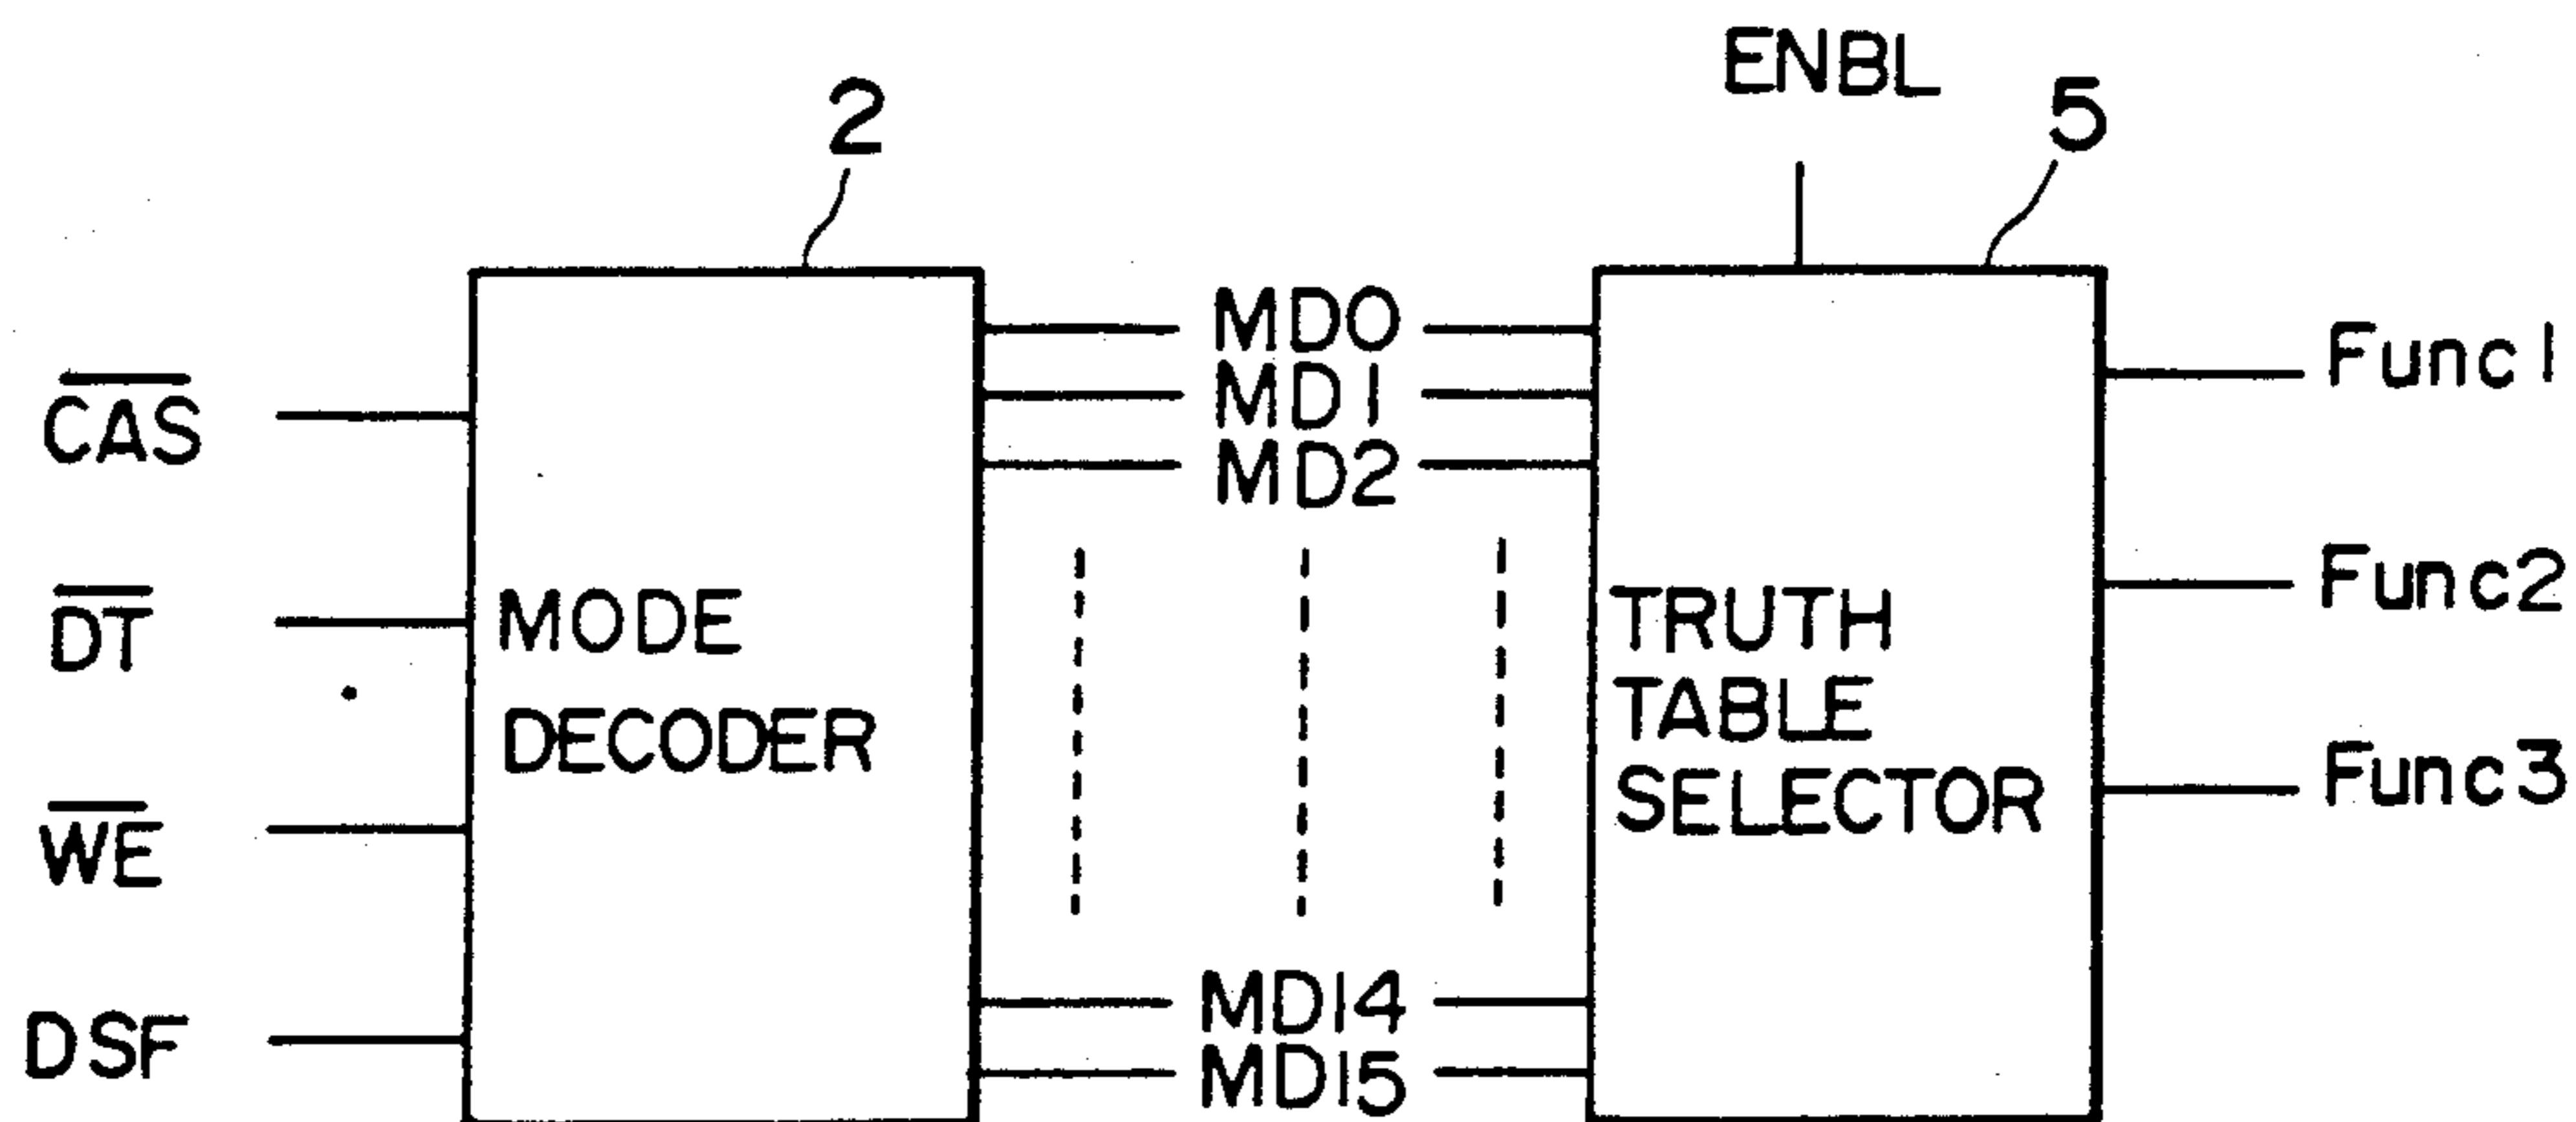 ENBL
2
5
MD0
MD1
MD2
MD14
MD15
CAS
DT
WE
DSF
MODE
DECODER
TRUTH
TABLE
SELECTOR
Func1
Func2
Func3